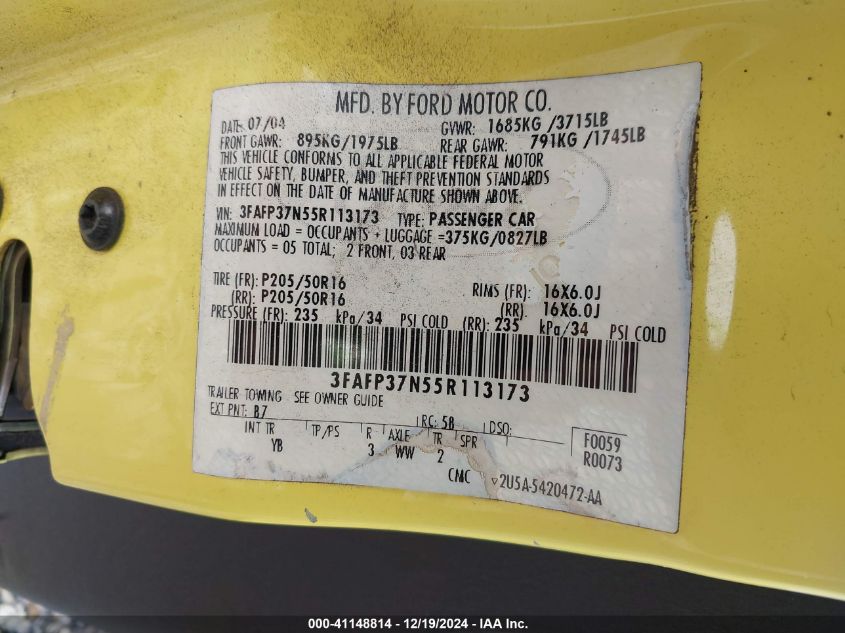 MFD. BY FORD MOTOR CO.
DATE: 07/04 GVWR: 1685KG /3715LB
FRONT GAWR: 895KG/1975LB REAR GAWR: 791KG /1745LB
THIS VEHICLE CONFORMS TO ALL APPLICABLE FEDERAL MOTOR
VEHICLE SAFETY, BUMPER, AND THEFT PREVENTION STANDARDS
IN EFFECT ON THE DATE OF MANUFACTURE SHOWN ABOVE.
VIN: 3FAFP37N55R113173 TYPE: PASSENGER CAR
MAXIMUM LOAD = OCCUPANTS + LUGGAGE =375KG/0827LB
OCCUPANTS = 05 TOTAL; 2 FRONT, 03 REAR
TIRE (FR): P205/50R16 RIMS (FR): 16X6.0J
(RR): P205/50R16 (RR). 16X6.0J
PRESSURE (FR): 235 kPa/34 PSI COLD (RR): 235 kPa/34 PSI COLD
3FAFP37N55R113173
TRAILER TOWING SEE OWNER GUIDE
EXT PNT: B7 RC: 58 DSO:
INT TR TP/PS R AXLE TR SPR F0059
YB 3 WW 2 R0073
CMC ▽2U5A-5420472-AA
000-41148814 - 12/19/2024 - IAA Inc.